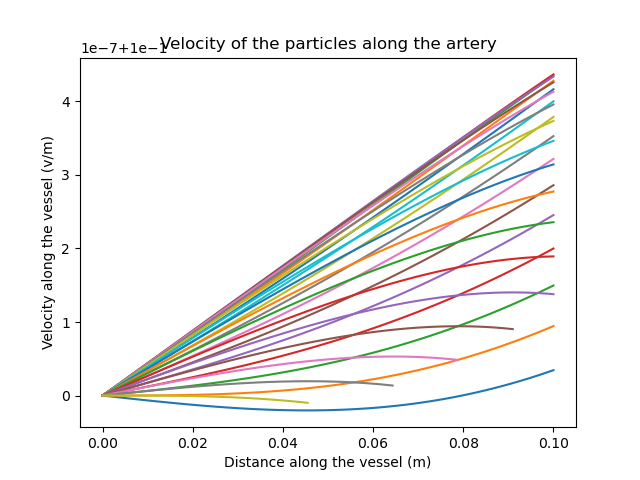 Velocity of the particles along the artery
1e−7+1e−1
4
3
2
1
0
Velocity along the vessel (v/m)
0.00 0.02 0.04 0.06 0.08 0.10
Distance along the vessel (m)